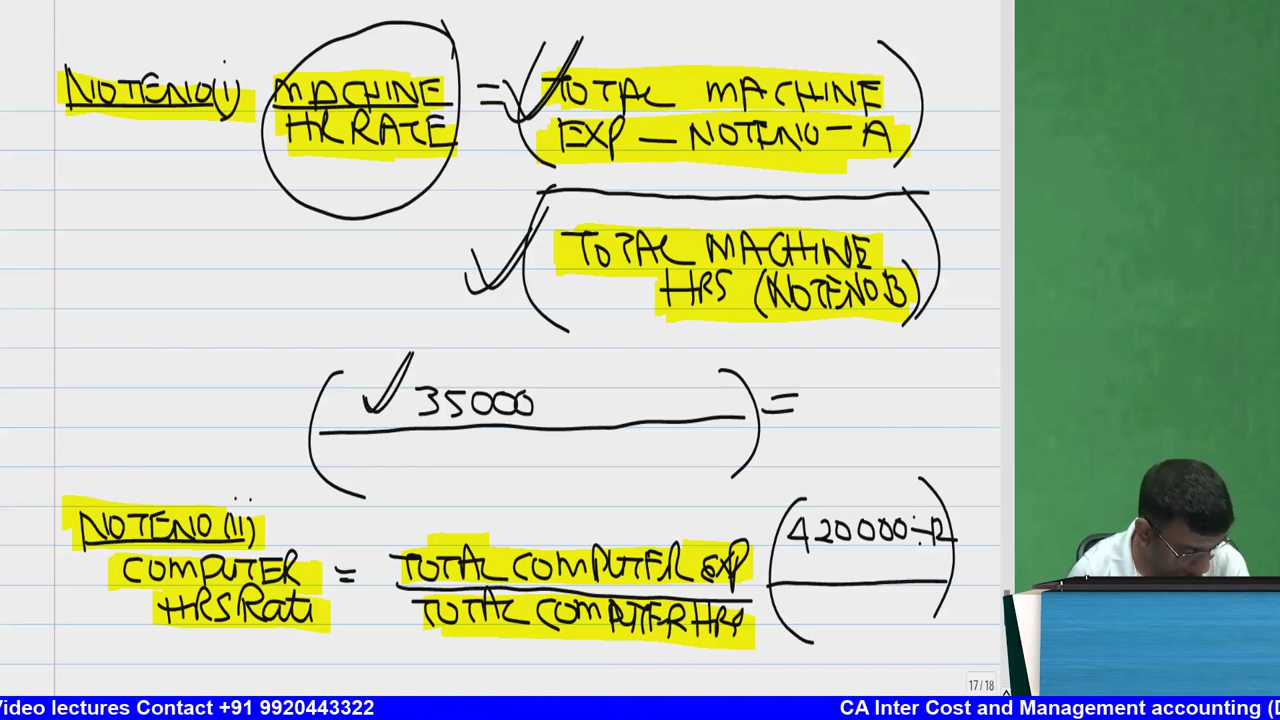 NOTENO(i) MACHINE HR RATE = TOTAL MACHINE EXP - NOTENO - A
TOTAL MACHINE HRS (NOTENO B)
35000 =
NOTENO (ii)
COMPUTER HRS Rate = TOTAL COMPUTER EXP
TOTAL COMPUTER HRS
420000÷12
17/18
Video lectures Contact +91 9920443322
CA Inter Cost and Management accounting (D